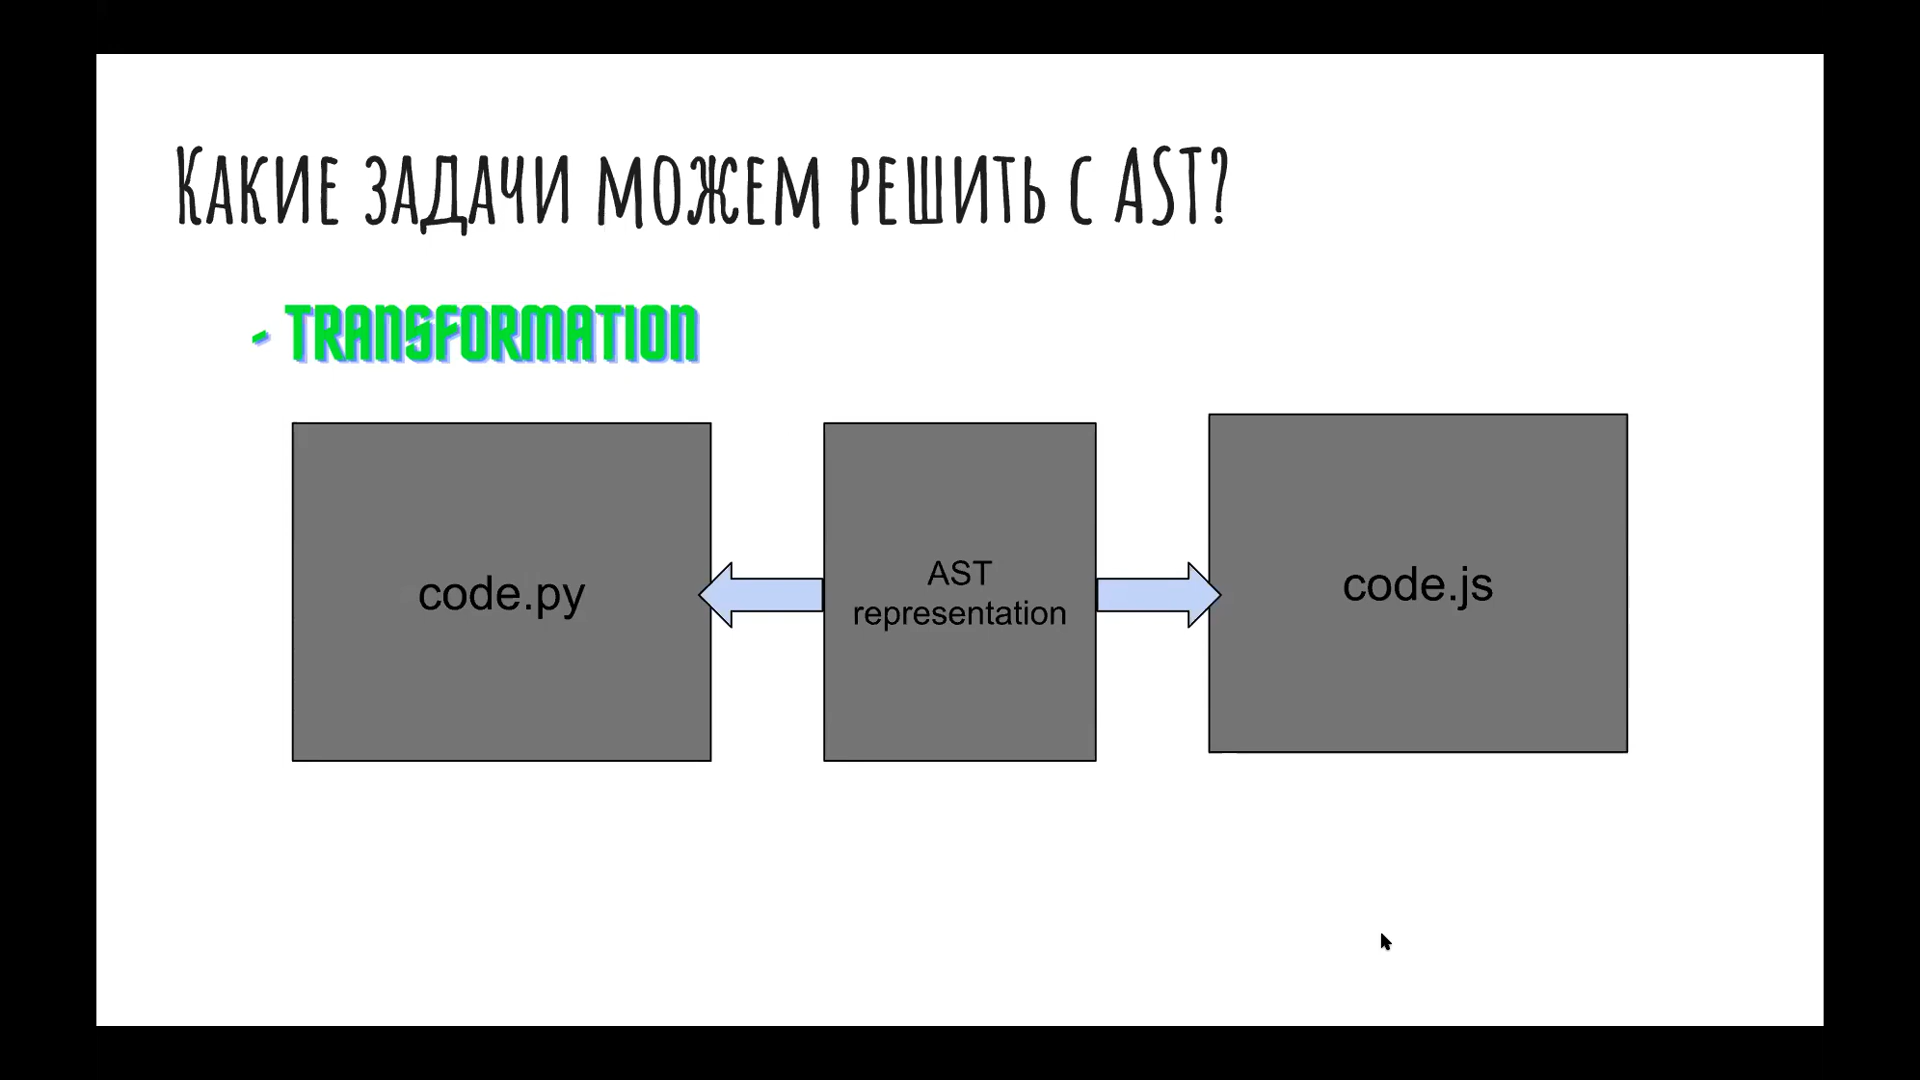 Какие задачи можем решить с AST?
- TRANSFORMATION
code.py
AST
representation
code.js